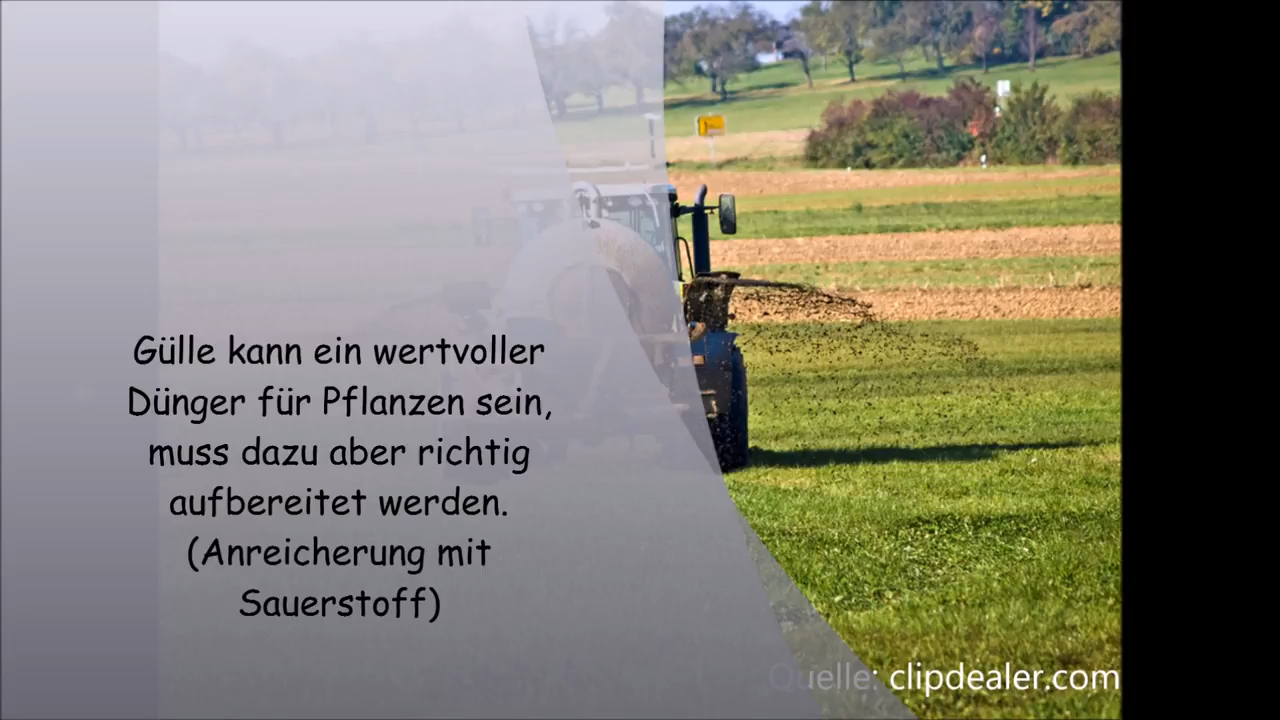 Gülle kann ein wertvoller
Dünger für Pflanzen sein,
muss dazu aber richtig
aufbereitet werden.
(Anreicherung mit
Sauerstoff)
Quelle: clipdealer.com